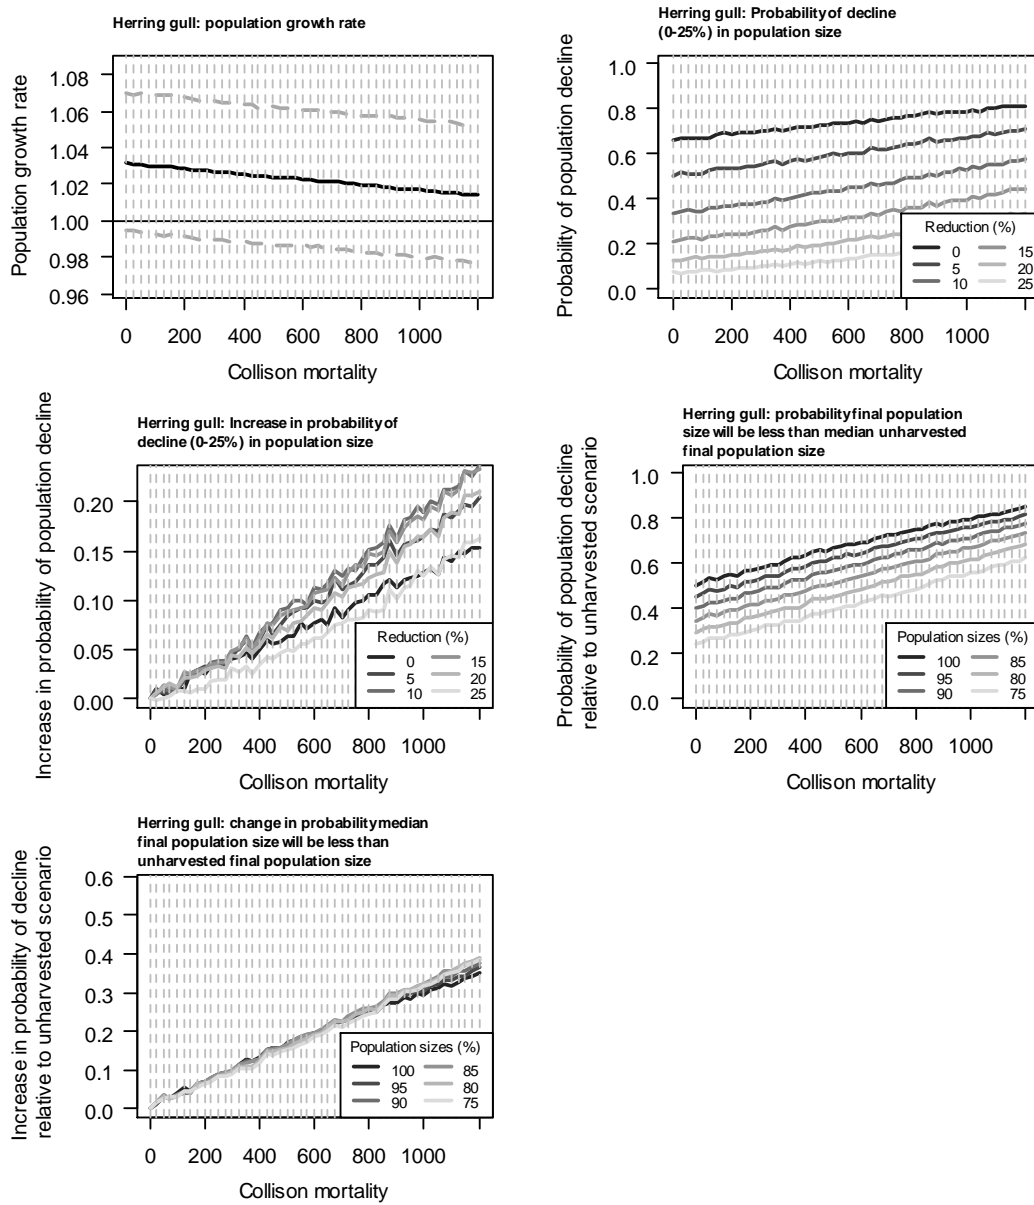 Herring gull: population growth rate
Population growth rate
1.08
1.06
1.04
1.02
1.00
0.98
0.96
0 200 400 600 800 1000
Collison mortality
Herring gull: Probability of decline
(0-25%) in population size
Probability of population decline
1.0
0.8
0.6
0.4
0.2
0.0
Reduction (%)
0 15
5 20
10 25
0 200 400 600 800 1000
Collison mortality
Herring gull: Increase in probability of
decline (0-25%) in population size
Increase in probability of population decline
0.20
0.15
0.10
0.05
0.00
Reduction (%)
0 15
5 20
10 25
0 200 400 600 800 1000
Collison mortality
Herring gull: probability final population
size will be less than median unharvested
final population size
Probability of population decline
relative to unharvested scenario
1.0
0.8
0.6
0.4
0.2
0.0
Population sizes (%)
100 85
95 80
90 75
0 200 400 600 800 1000
Collison mortality
Herring gull: change in probability median
final population size will be less than
unharvested final population size
Increase in probability of decline
relative to unharvested scenario
0.6
0.5
0.4
0.3
0.2
0.1
0.0
Population sizes (%)
100 85
95 80
90 75
0 200 400 600 800 1000
Collison mortality